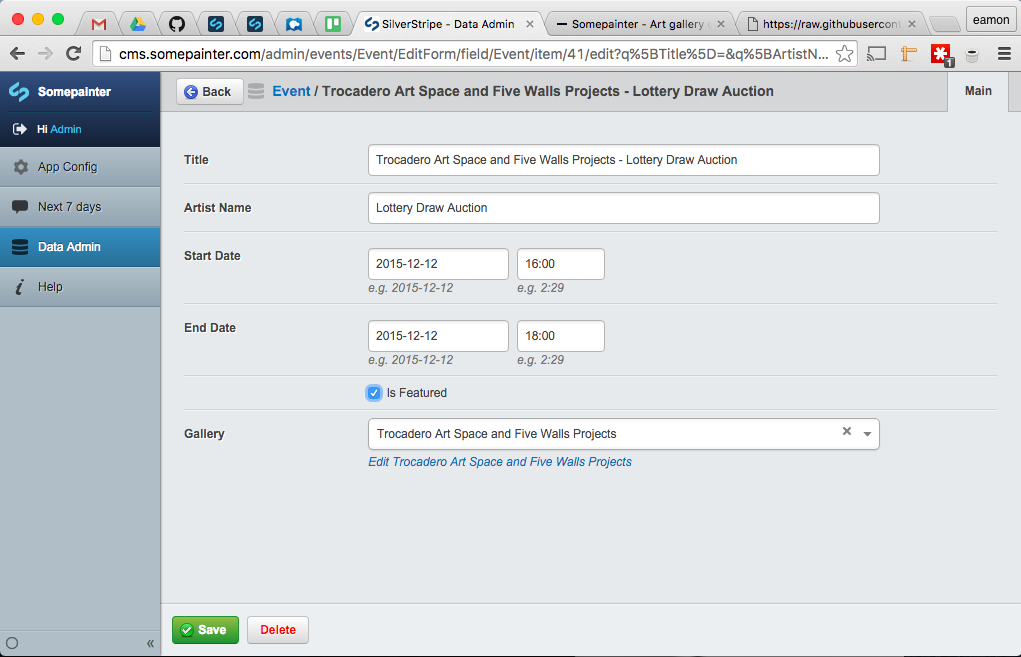 SilverStripe - Data Admin
Somepainter - Art gallery
https://raw.githubusercont
eamon
cms.somepainter.com/admin/events/Event/EditForm/field/Event/item/41/edit?q%5BTitle%5D=&q%5BArtistN...
1
Somepainter
Back
Event / Trocadero Art Space and Five Walls Projects - Lottery Draw Auction
Main
Hi Admin
App Config
Next 7 days
Data Admin
Help
Title
Trocadero Art Space and Five Walls Projects - Lottery Draw Auction
Artist Name
Lottery Draw Auction
Start Date
2015-12-12
16:00
e.g. 2015-12-12
e.g. 2:29
End Date
2015-12-12
18:00
e.g. 2015-12-12
e.g. 2:29
Is Featured
Gallery
Trocadero Art Space and Five Walls Projects
Edit Trocadero Art Space and Five Walls Projects
Save
Delete